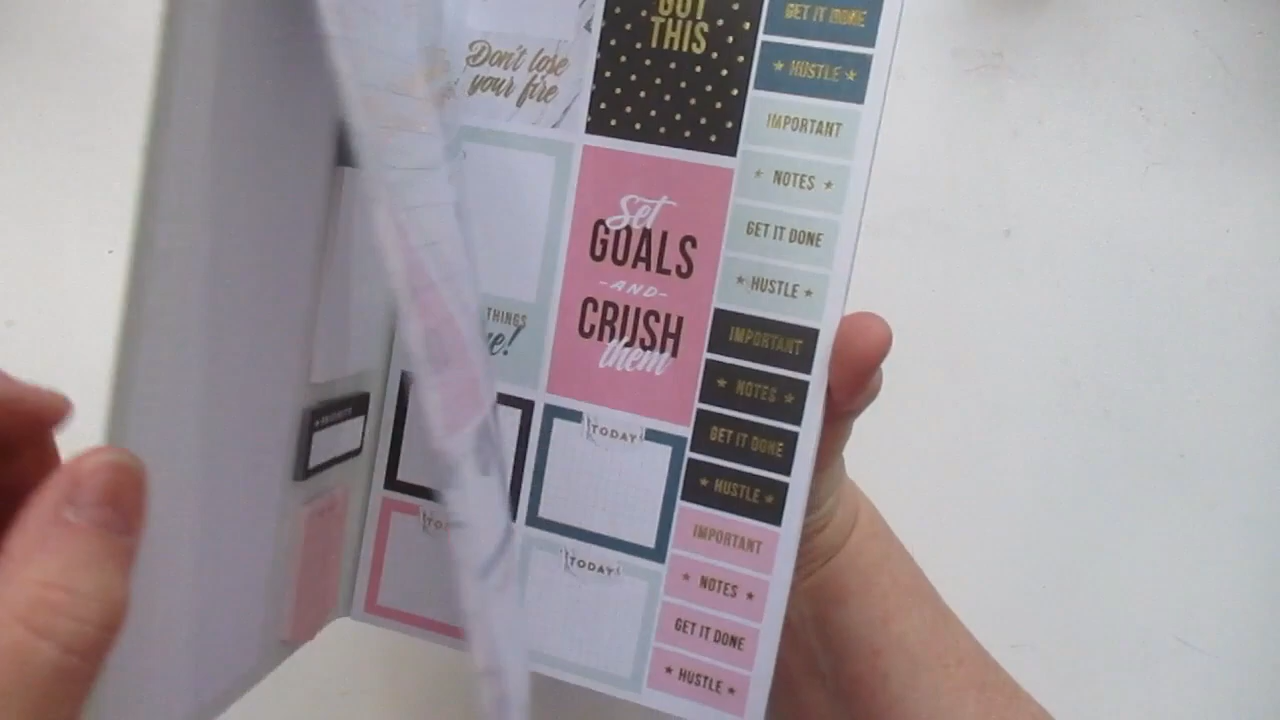 GOT
THIS
Don't lose
your fire
GET IT DONE
HUSTLE
IMPORTANT
NOTES
GET IT DONE
HUSTLE
Set
GOALS
-AND-
CRUSH
them
THINGS
IMPORTANT
NOTES
GET IT DONE
HUSTLE
TODAY
TODAY
IMPORTANT
NOTES
GET IT DONE
HUSTLE